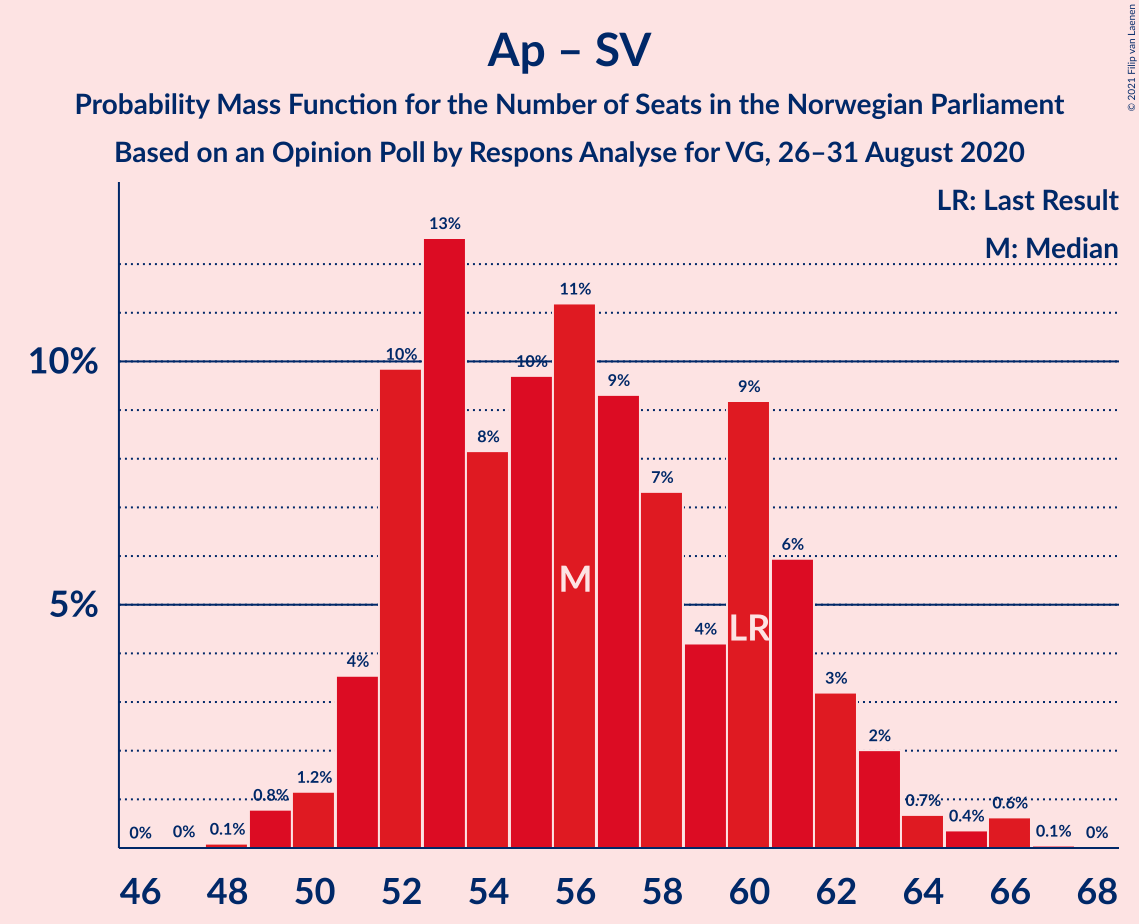 Ap – SV
Probability Mass Function for the Number of Seats in the Norwegian Parliament
Based on an Opinion Poll by Respons Analyse for VG, 26–31 August 2020
© 2021 Filip van Laenen
LR: Last Result
M: Median
10%
5%
0%
0%
0.1%
0.8%
1.2%
4%
10%
13%
8%
10%
11%
9%
7%
4%
9%
6%
3%
2%
0.7%
0.4%
0.6%
0.1%
0%
M
LR
46 48 50 52 54 56 58 60 62 64 66 68